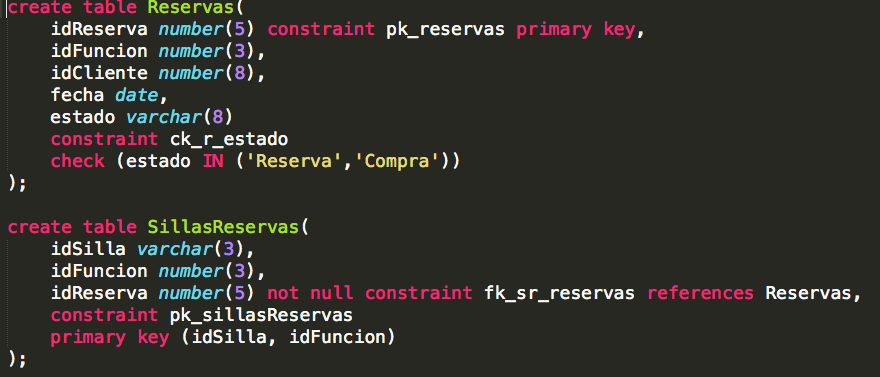 create table Reservas(
    idReserva number(5) constraint pk_reservas primary key,
    idFuncion number(3),
    idCliente number(8),
    fecha date,
    estado varchar(8)
    constraint ck_r_estado
    check (estado IN ('Reserva','Compra'))
);

create table SillasReservas(
    idSilla varchar(3),
    idFuncion number(3),
    idReserva number(5) not null constraint fk_sr_reservas references Reservas,
    constraint pk_sillasReservas
    primary key (idSilla, idFuncion)
);